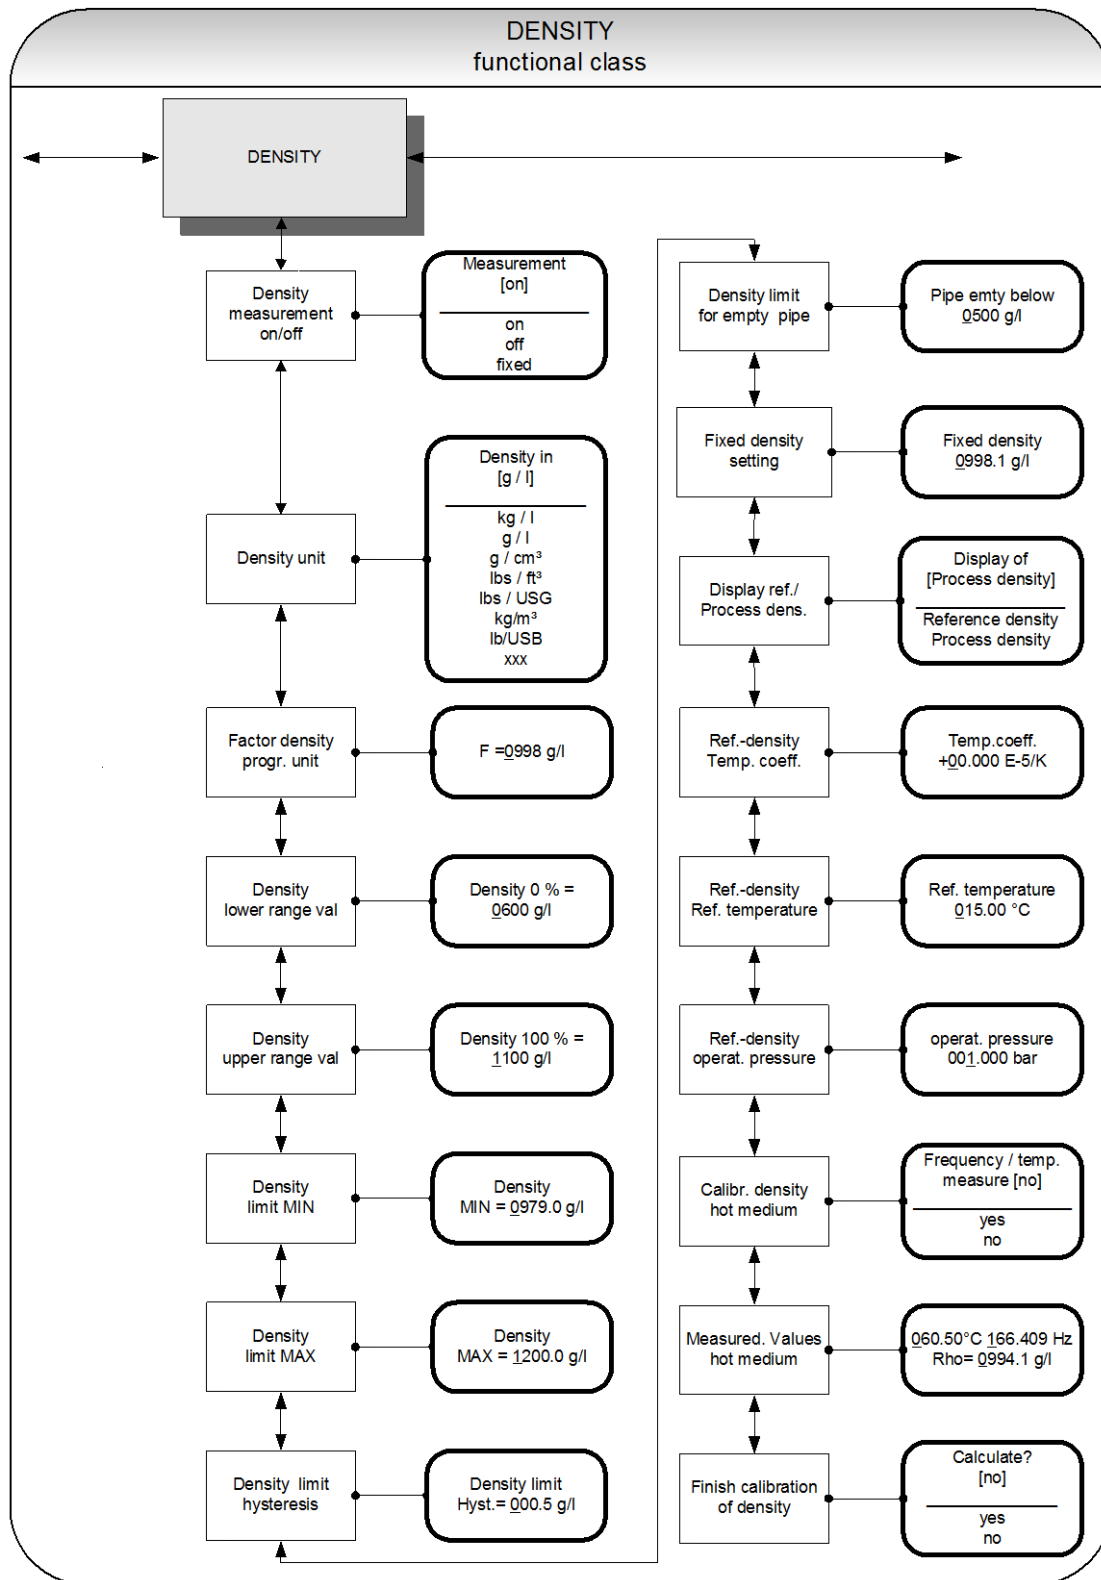 DENSITY
functional class
DENSITY
Density
measurement
on/off
Measurement
[on]
on
off
fixed
Density unit
Density in
[g / l]
kg / l
g / l
g / cm³
lbs / ft³
lbs / USG
kg/m³
lb/USB
xxx
Factor density
progr. unit
F =0998 g/l
Density
lower range val
Density 0 % =
0600 g/l
Density
upper range val
Density 100 % =
1100 g/l
Density
limit MIN
Density
MIN = 0979.0 g/l
Density
limit MAX
Density
MAX = 1200.0 g/l
Density limit
hysteresis
Density limit
Hyst.= 000.5 g/l
Density limit
for empty pipe
Pipe emty below
0500 g/l
Fixed density
setting
Fixed density
0998.1 g/l
Display ref./
Process dens.
Display of
[Process density]
Reference density
Process density
Ref.-density
Temp. coeff.
Temp.coeff.
+00.000 E-5/K
Ref.-density
Ref. temperature
Ref. temperature
015.00 °C
Ref.-density
operat. pressure
operat. pressure
001.000 bar
Calibr. density
hot medium
Frequency / temp.
measure [no]
yes
no
Measured. Values
hot medium
060.50°C 166.409 Hz
Rho= 0994.1 g/l
Finish calibration
of density
Calculate?
[no]
yes
no